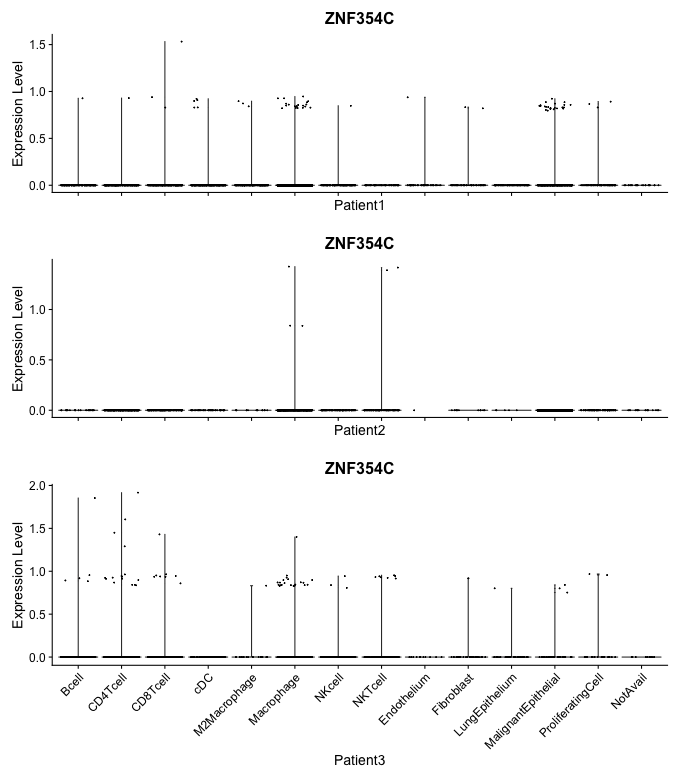 ZNF354C
Expression Level
1.5
1.0
0.5
0.0
Patient1
ZNF354C
Expression Level
1.0
0.5
0.0
Patient2
ZNF354C
Expression Level
2.0
1.5
1.0
0.5
0.0
Bcell
CD4Tcell
CD8Tcell
cDC
M2Macrophage
Macrophage
NKcell
NKTcell
Endothelium
Fibroblast
LungEpithelium
MalignantEpithelial
ProliferatingCell
NotAvail
Patient3